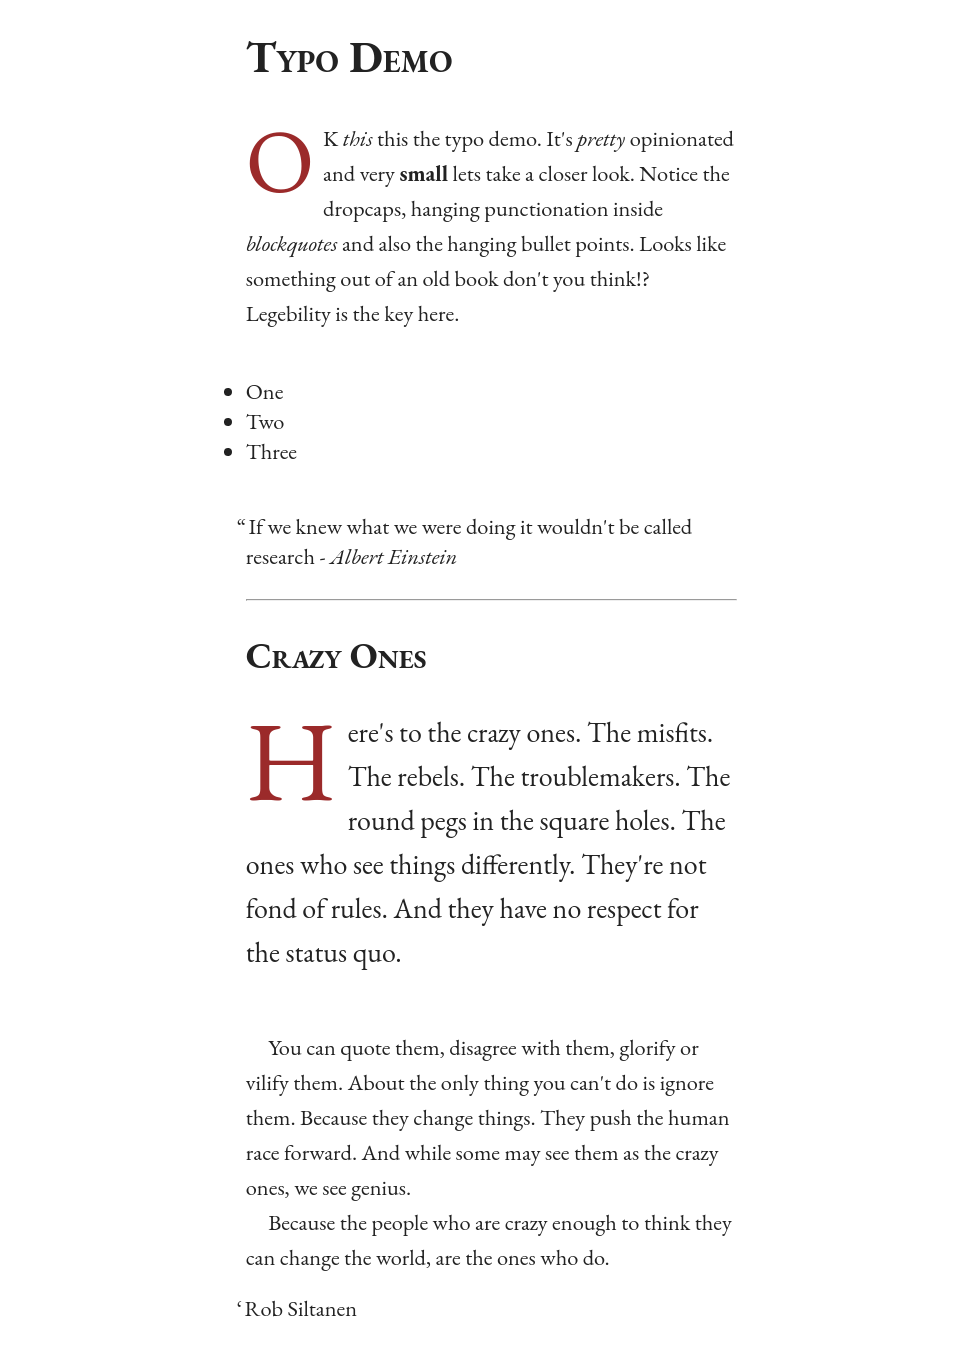 Typo Demo
OK this this the typo demo. It's pretty opinionated
and very small lets take a closer look. Notice the
dropcaps, hanging punctionation inside
blockquotes and also the hanging bullet points. Looks like
something out of an old book don't you think!?
Legebility is the key here.
• One
• Two
• Three
“ If we knew what we were doing it wouldn't be called
research - Albert Einstein
Crazy Ones
Here's to the crazy ones. The misfits.
The rebels. The troublemakers. The
round pegs in the square holes. The
ones who see things differently. They're not
fond of rules. And they have no respect for
the status quo.
You can quote them, disagree with them, glorify or
vilify them. About the only thing you can't do is ignore
them. Because they change things. They push the human
race forward. And while some may see them as the crazy
ones, we see genius.
Because the people who are crazy enough to think they
can change the world, are the ones who do.
‘ Rob Siltanen